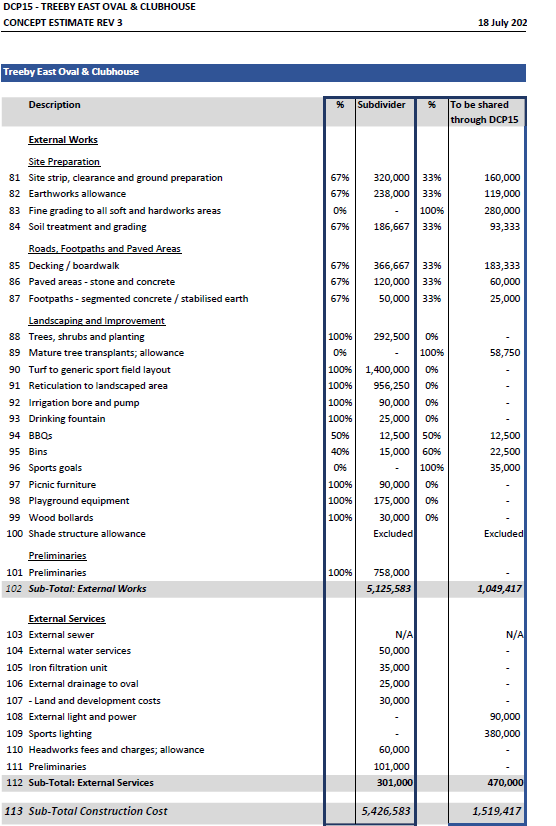 DCP15 - TREEBY EAST OVAL & CLUBHOUSE
CONCEPT ESTIMATE REV 3 18 July 202
Treeby East Oval & Clubhouse
Description % Subdivider % To be shared
through DCP15
External Works
Site Preparation
81 Site strip, clearance and ground preparation 67% 320,000 33% 160,000
82 Earthworks allowance 67% 238,000 33% 119,000
83 Fine grading to all soft and hardworks areas 0% - 100% 280,000
84 Soil treatment and grading 67% 186,667 33% 93,333
Roads, Footpaths and Paved Areas
85 Decking / boardwalk 67% 366,667 33% 183,333
86 Paved areas - stone and concrete 67% 120,000 33% 60,000
87 Footpaths - segmented concrete / stabilised earth 67% 50,000 33% 25,000
Landscaping and Improvement
88 Trees, shrubs and planting 100% 292,500 0% -
89 Mature tree transplants; allowance 0% - 100% 58,750
90 Turf to generic sport field layout 100% 1,400,000 0% -
91 Reticulation to landscaped area 100% 956,250 0% -
92 Irrigation bore and pump 100% 90,000 0% -
93 Drinking fountain 100% 25,000 0% -
94 BBQs 50% 12,500 50% 12,500
95 Bins 40% 15,000 60% 22,500
96 Sports goals 0% - 100% 35,000
97 Picnic furniture 100% 90,000 0% -
98 Playground equipment 100% 175,000 0% -
99 Wood bollards 100% 30,000 0% -
100 Shade structure allowance Excluded Excluded
Preliminaries
101 Preliminaries 100% 758,000 -
102 Sub-Total: External Works 5,125,583 1,049,417
External Services
103 External sewer N/A N/A
104 External water services 50,000 -
105 Iron filtration unit 35,000 -
106 External drainage to oval 25,000 -
107 - Land and development costs 30,000 -
108 External light and power - 90,000
109 Sports lighting - 380,000
110 Headworks fees and charges; allowance 60,000 -
111 Preliminaries 101,000 -
112 Sub-Total: External Services 301,000 470,000
113 Sub-Total Construction Cost 5,426,583 1,519,417